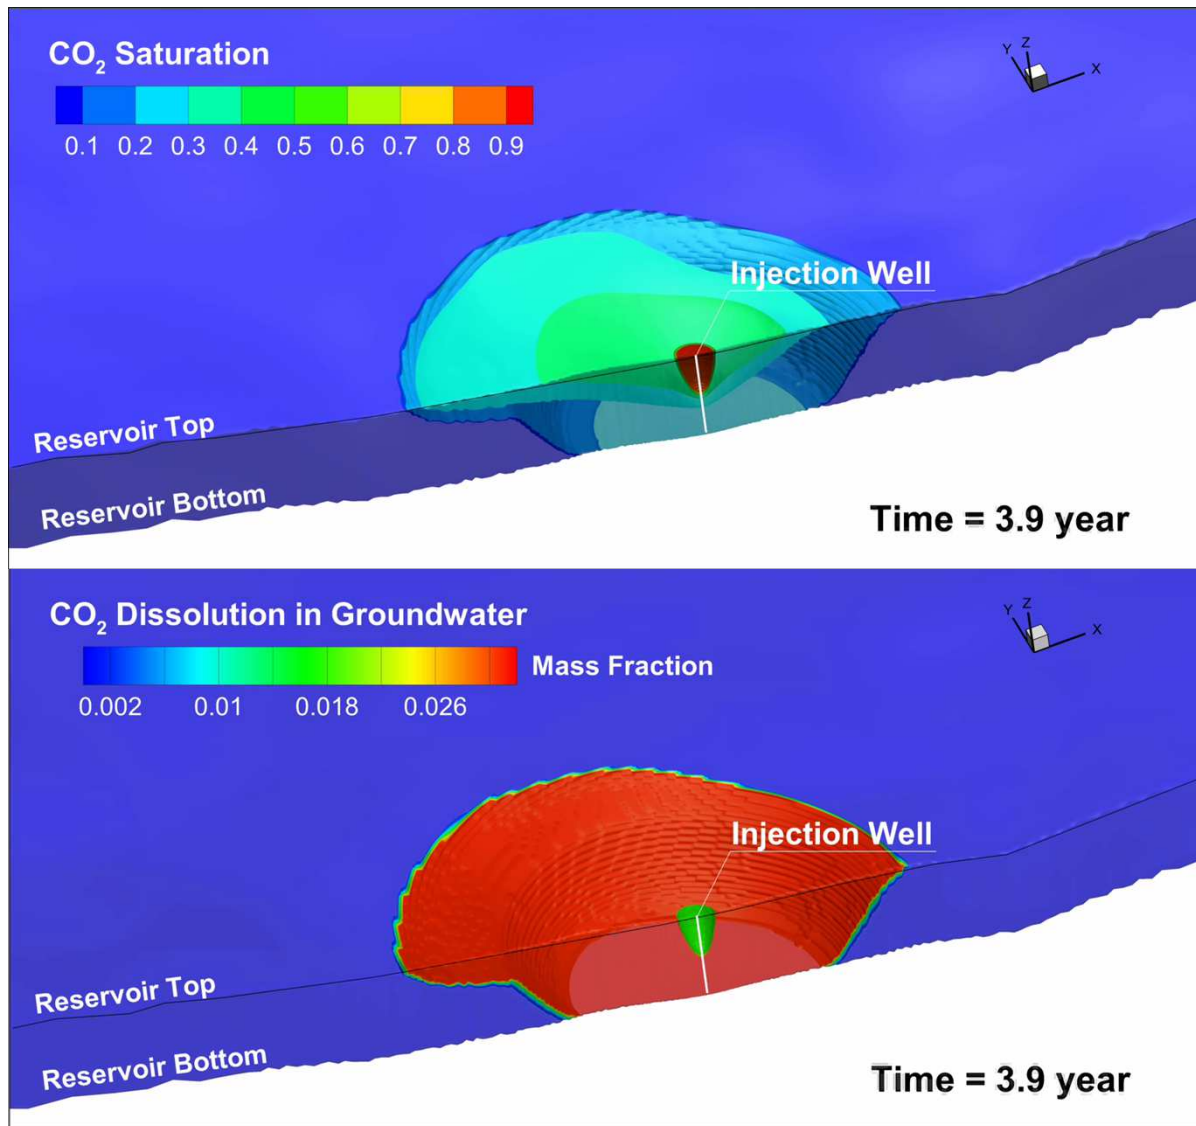 CO₂ Saturation
0.1 0.2 0.3 0.4 0.5 0.6 0.7 0.8 0.9
Y Z X
Injection Well
Reservoir Top
Reservoir Bottom
Time = 3.9 year
CO₂ Dissolution in Groundwater
Mass Fraction
0.002 0.01 0.018 0.026
Y Z X
Injection Well
Reservoir Top
Reservoir Bottom
Time = 3.9 year